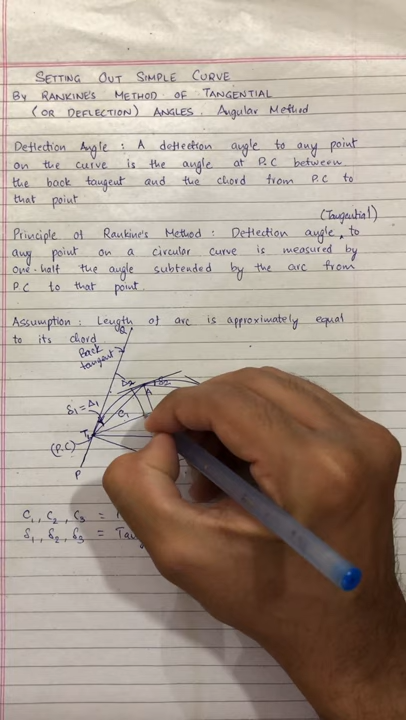 SETTING OUT SIMPLE CURVE
BY RANKINE'S METHOD OF TANGENTIAL
(OR DEFLECTION) ANGLES. Angular Method
Deflection Angle : A deflection angle to any point
on the curve is the angle at P.C between
the back tangent and the chord from P.C to
that point
(Tangential)
Principle of Rankine's Method : Deflection angle to
any point on a circular curve is measured by
one-half the angle subtended by the arc from
P.C to that point.
Assumption : Length of arc is approximately equal
to its chord
Back
tangent
Δ2
δ2
A
δ1 = Δ1
C1
T1
(P.C)
P
C1, C2, C3 =
δ1, δ2, δ3 =